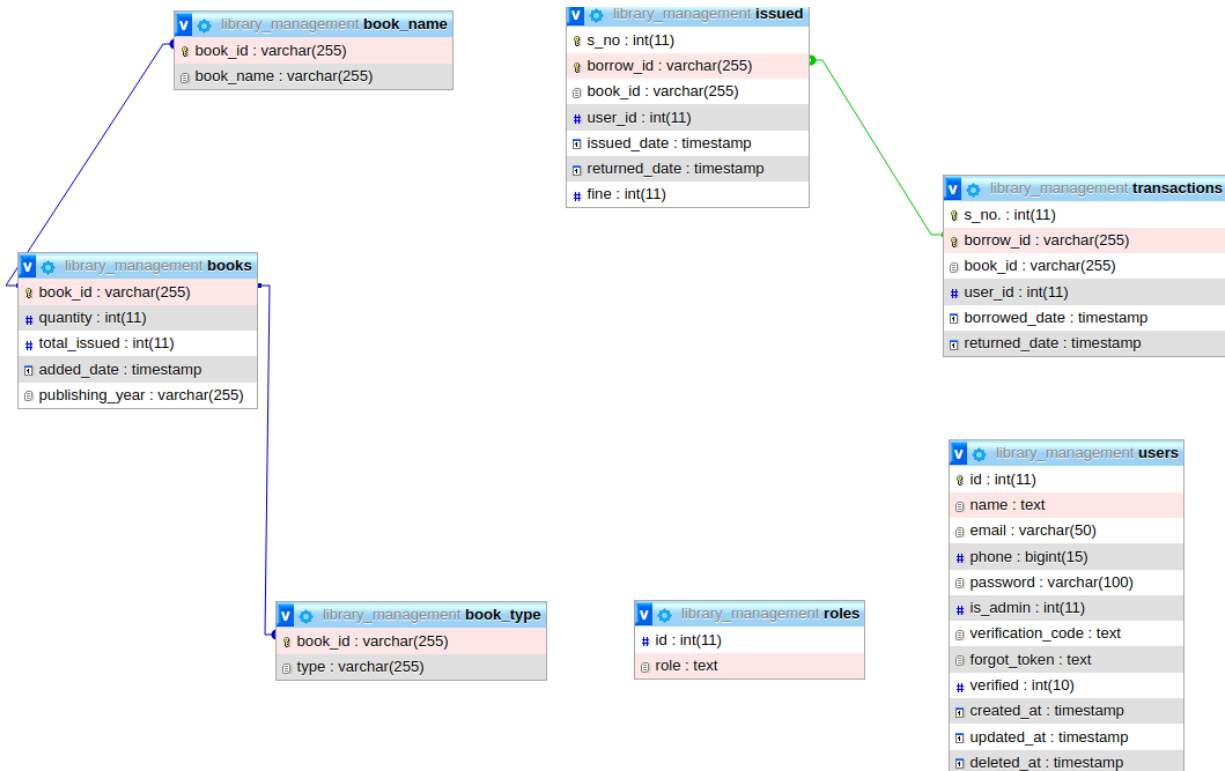 library_management book_name
book_id : varchar(255)
book_name : varchar(255)
library_management issued
s_no : int(11)
borrow_id : varchar(255)
book_id : varchar(255)
user_id : int(11)
issued_date : timestamp
returned_date : timestamp
fine : int(11)
library_management transactions
s_no. : int(11)
borrow_id : varchar(255)
book_id : varchar(255)
user_id : int(11)
borrowed_date : timestamp
returned_date : timestamp
library_management books
book_id : varchar(255)
quantity : int(11)
total_issued : int(11)
added_date : timestamp
publishing_year : varchar(255)
library_management users
id : int(11)
name : text
email : varchar(50)
phone : bigint(15)
password : varchar(100)
is_admin : int(11)
verification_code : text
forgot_token : text
verified : int(10)
created_at : timestamp
updated_at : timestamp
deleted_at : timestamp
library_management book_type
book_id : varchar(255)
type : varchar(255)
library_management roles
id : int(11)
role : text